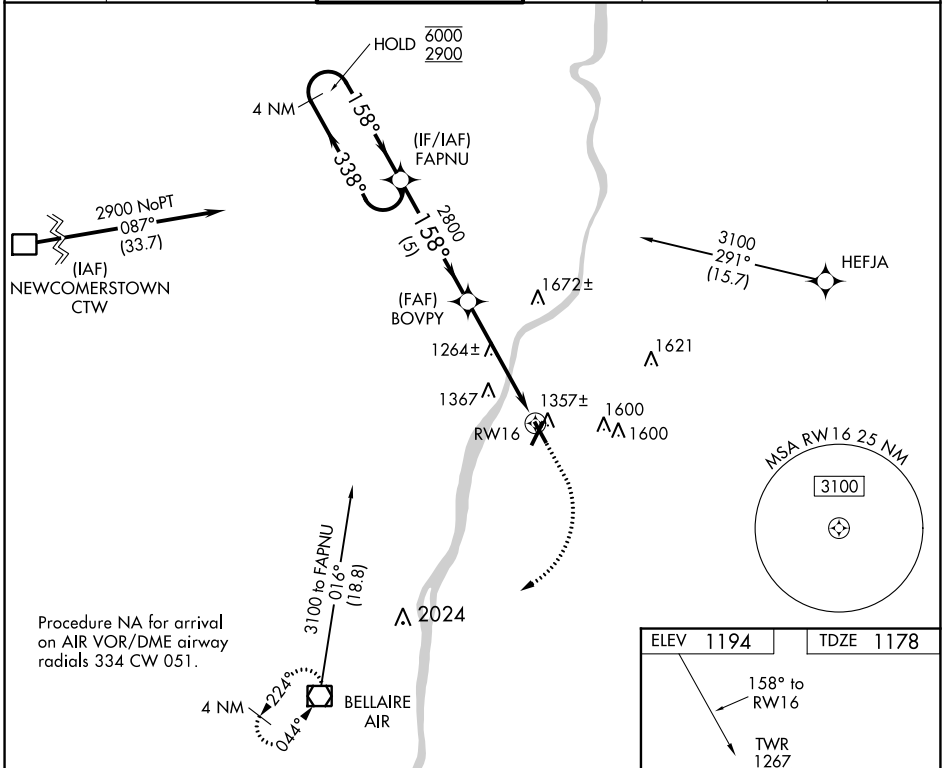 HOLD 6000
2900
4 NM
158°
338°
(IF/IAF)
FAPNU
2900 NoPT
087°
(33.7)
(IAF)
NEWCOMERSTOWN
CTW
2800
158°
(5)
3100
291°
(15.7)
HEFJA
(FAF)
BOVPY
1672±
1264±
1621
1367
1357±
1600
1600
RW16
MSA RW16 25 NM
3100
3100 to FAPNU
016°
(18.8)
2024
Procedure NA for arrival
on AIR VOR/DME airway
radials 334 CW 051.
4 NM
224°
044°
BELLAIRE
AIR
ELEV 1194
TDZE 1178
158° to
RW16
TWR
1267